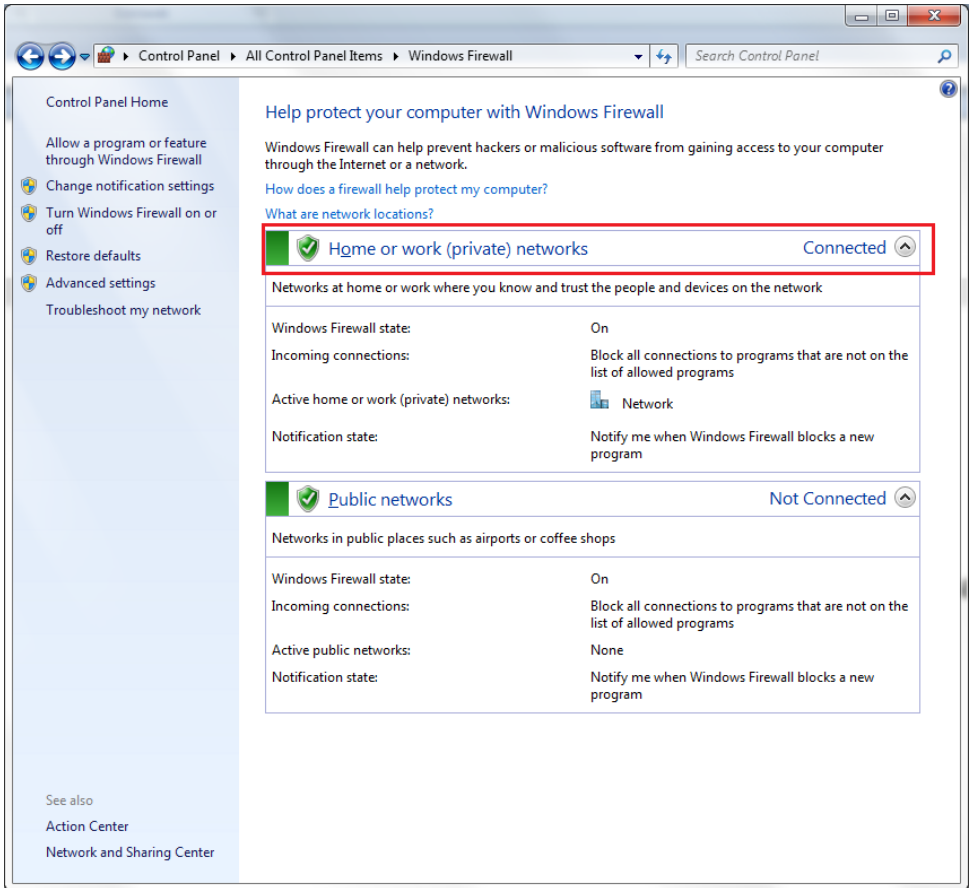 Control Panel ▸ All Control Panel Items ▸ Windows Firewall
Search Control Panel
Control Panel Home
Allow a program or feature
through Windows Firewall
Change notification settings
Turn Windows Firewall on or
off
Restore defaults
Advanced settings
Troubleshoot my network
See also
Action Center
Network and Sharing Center
Help protect your computer with Windows Firewall
Windows Firewall can help prevent hackers or malicious software from gaining access to your computer
through the Internet or a network.
How does a firewall help protect my computer?
What are network locations?
Home or work (private) networks Connected
Networks at home or work where you know and trust the people and devices on the network
Windows Firewall state: On
Incoming connections: Block all connections to programs that are not on the
list of allowed programs
Active home or work (private) networks: Network
Notification state: Notify me when Windows Firewall blocks a new
program
Public networks Not Connected
Networks in public places such as airports or coffee shops
Windows Firewall state: On
Incoming connections: Block all connections to programs that are not on the
list of allowed programs
Active public networks: None
Notification state: Notify me when Windows Firewall blocks a new
program